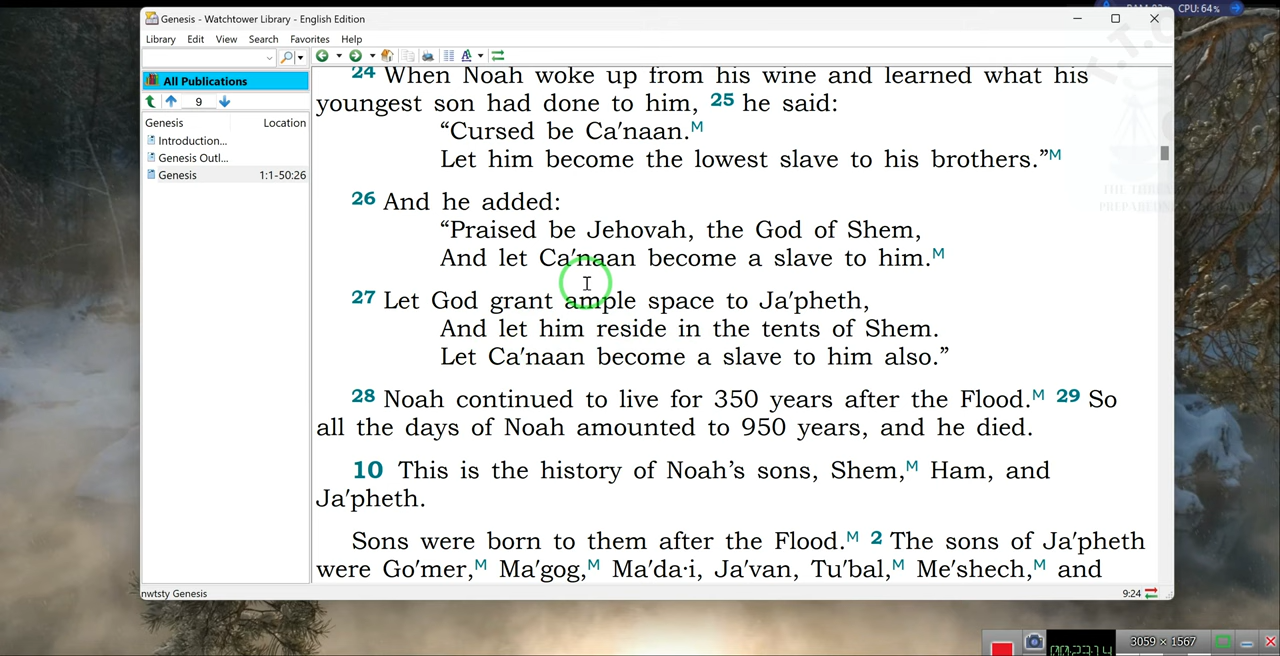 RAM: 83% CPU: 64%
Genesis - Watchtower Library - English Edition
Library Edit View Search Favorites Help
All Publications
9
Genesis Location
Introduction...
Genesis Outl...
Genesis 1:1-50:26
24 When Noah woke up from his wine and learned what his
youngest son had done to him, 25 he said:
“Cursed be Caʹnaan.M
Let him become the lowest slave to his brothers.”M
26 And he added:
“Praised be Jehovah, the God of Shem,
And let Caʹnaan become a slave to him.M
27 Let God grant ample space to Jaʹpheth,
And let him reside in the tents of Shem.
Let Caʹnaan become a slave to him also.”
28 Noah continued to live for 350 years after the Flood.M 29 So
all the days of Noah amounted to 950 years, and he died.
10 This is the history of Noah’s sons, Shem,M Ham, and
Jaʹpheth.
Sons were born to them after the Flood.M 2 The sons of Jaʹpheth
were Goʹmer,M Maʹgog,M Maʹda·i, Jaʹvan, Tuʹbal,M Meʹshech,M and
nwtsty Genesis 9:24
00:23:14 3059 × 1567